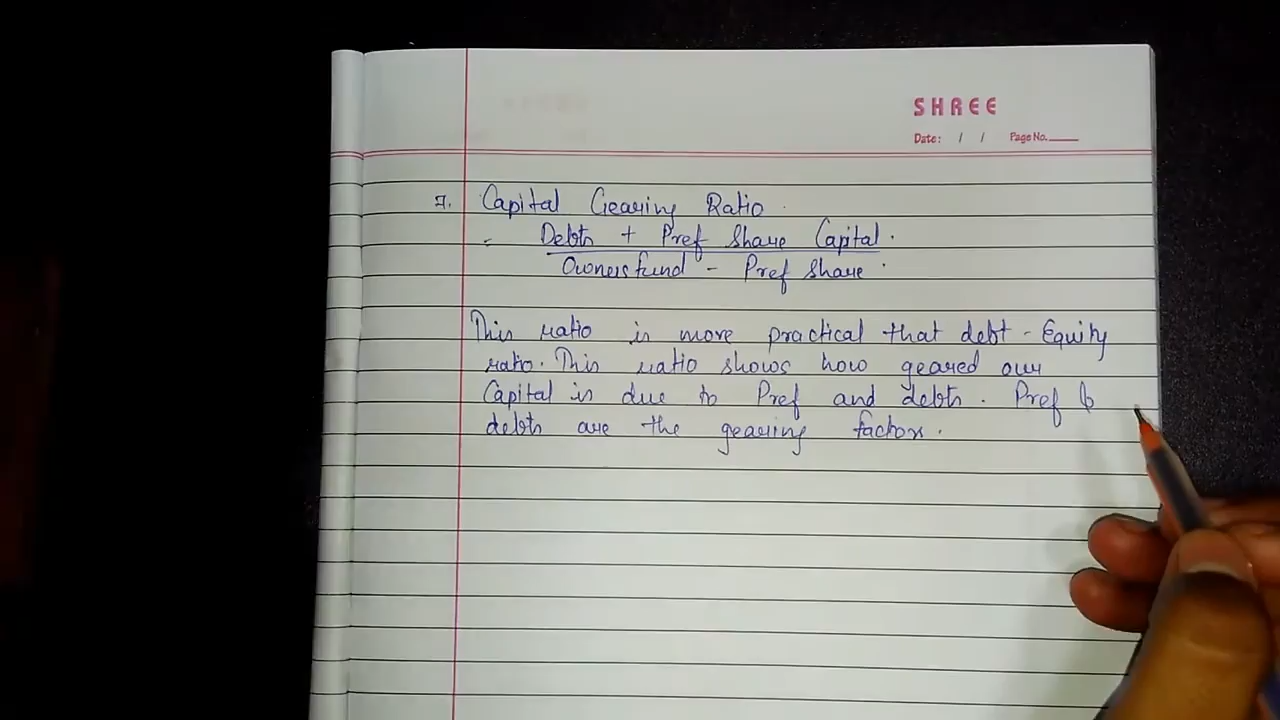 SHREE
Date: / / Page No.
7. Capital Gearing Ratio.
= Debts + Pref Share Capital.
Owners fund - Pref Share.
This ratio is more practical that debt - Equity
ratio. This ratio shows how geared our
Capital is due to Pref and debts. Pref &
debts are the gearing factors.